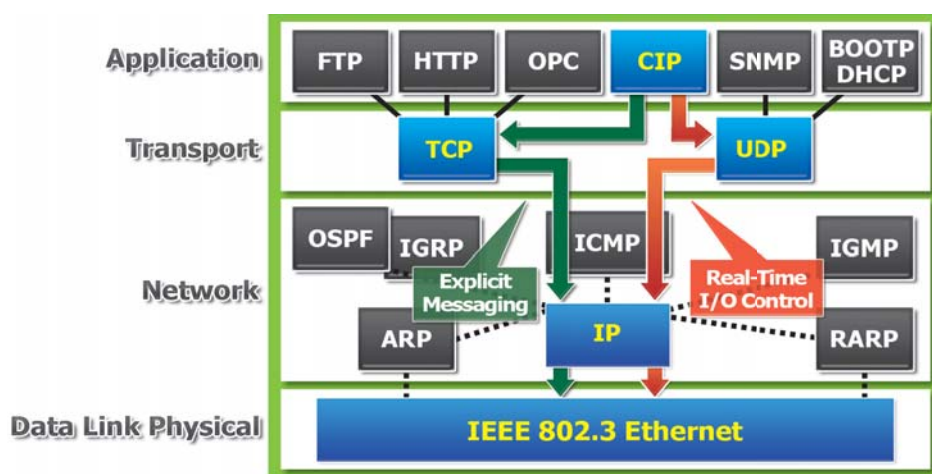 Application
FTP
HTTP
OPC
CIP
SNMP
BOOTP
DHCP
Transport
TCP
UDP
Network
OSPF
IGRP
ICMP
IGMP
Explicit
Messaging
Real-Time
I/O Control
ARP
IP
RARP
Data Link Physical
IEEE 802.3 Ethernet